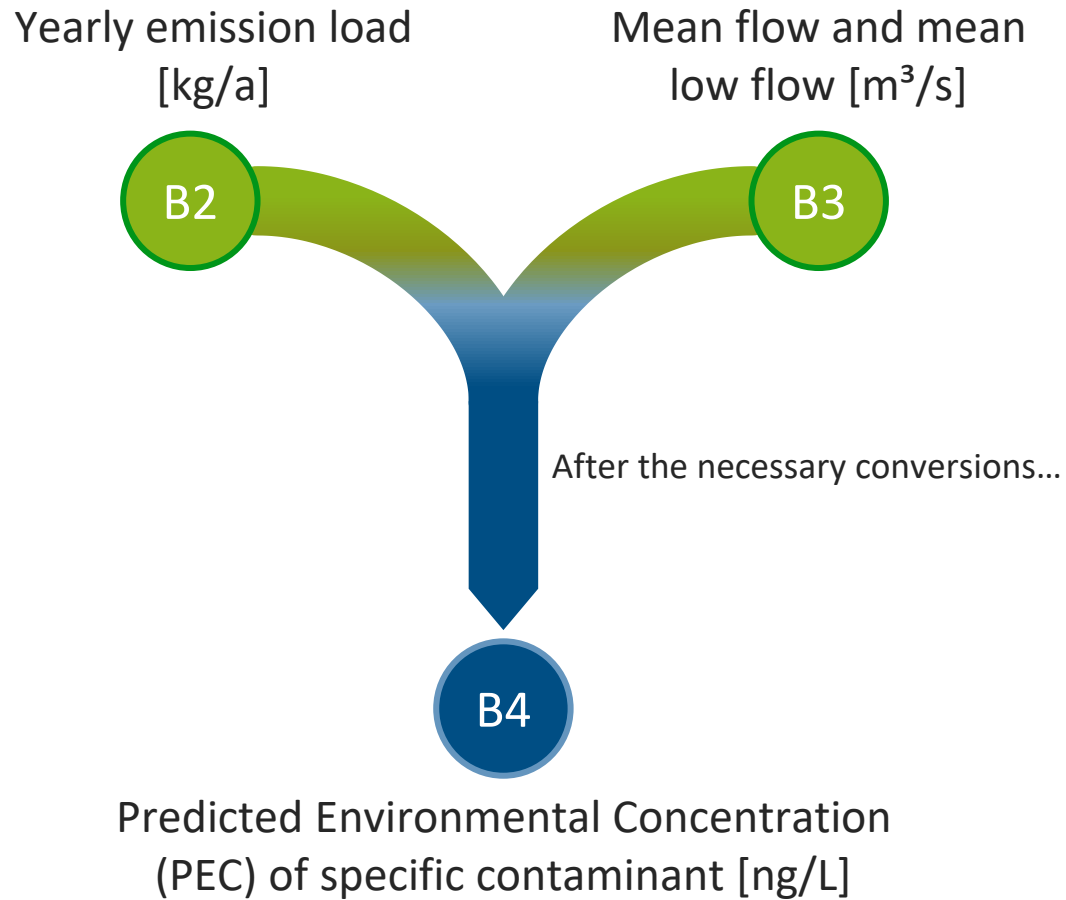 Yearly emission load
[kg/a]
Mean flow and mean
low flow [m³/s]
B2
B3
After the necessary conversions…
B4
Predicted Environmental Concentration
(PEC) of specific contaminant [ng/L]